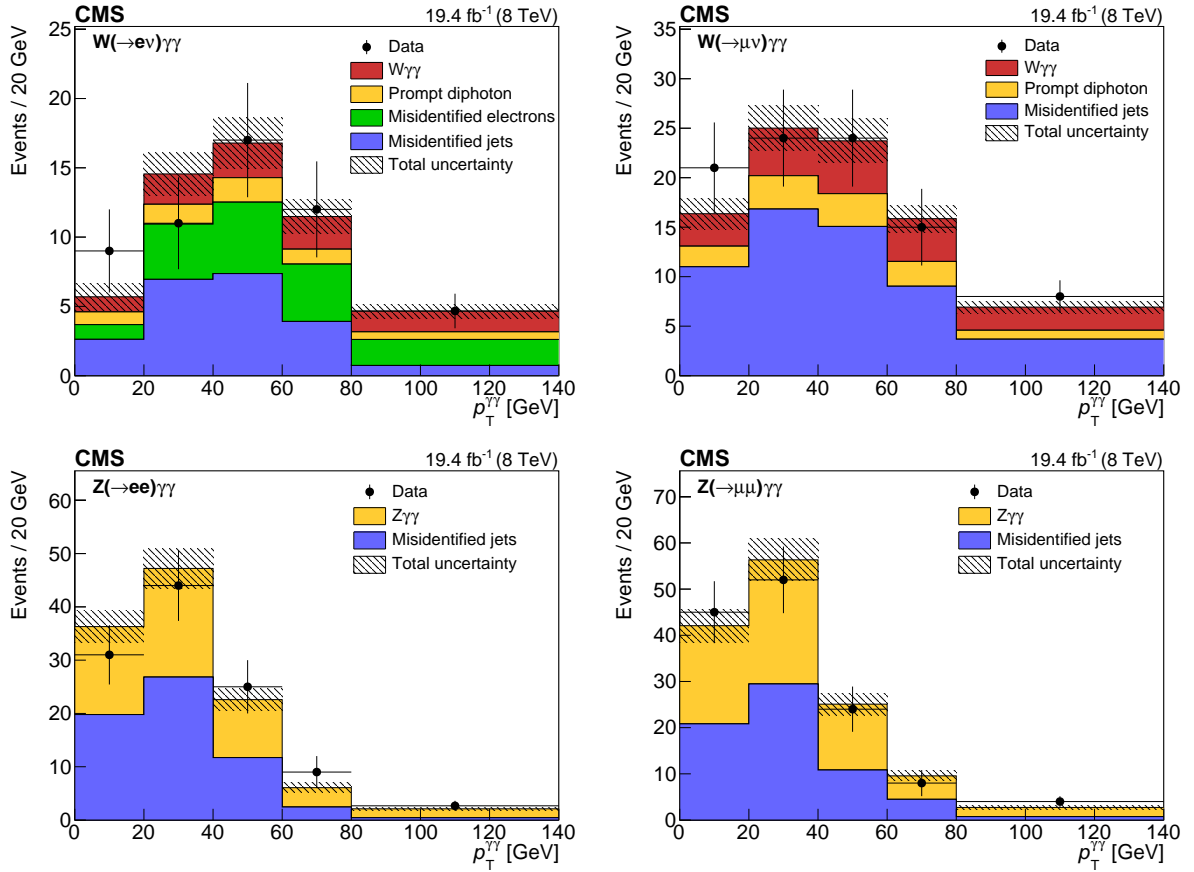 CMS 19.4 fb⁻¹ (8 TeV)
W(→eν)γγ
Data
Wγγ
Prompt diphoton
Misidentified electrons
Misidentified jets
Total uncertainty
Events / 20 GeV
25
20
15
10
5
0
0 20 40 60 80 100 120 140
p_T^γγ [GeV]
CMS 19.4 fb⁻¹ (8 TeV)
W(→μν)γγ
Data
Wγγ
Prompt diphoton
Misidentified jets
Total uncertainty
Events / 20 GeV
35
30
25
20
15
10
5
0
0 20 40 60 80 100 120 140
p_T^γγ [GeV]
CMS 19.4 fb⁻¹ (8 TeV)
Z(→ee)γγ
Data
Zγγ
Misidentified jets
Total uncertainty
Events / 20 GeV
60
50
40
30
20
10
0
0 20 40 60 80 100 120 140
p_T^γγ [GeV]
CMS 19.4 fb⁻¹ (8 TeV)
Z(→μμ)γγ
Data
Zγγ
Misidentified jets
Total uncertainty
Events / 20 GeV
70
60
50
40
30
20
10
0
0 20 40 60 80 100 120 140
p_T^γγ [GeV]